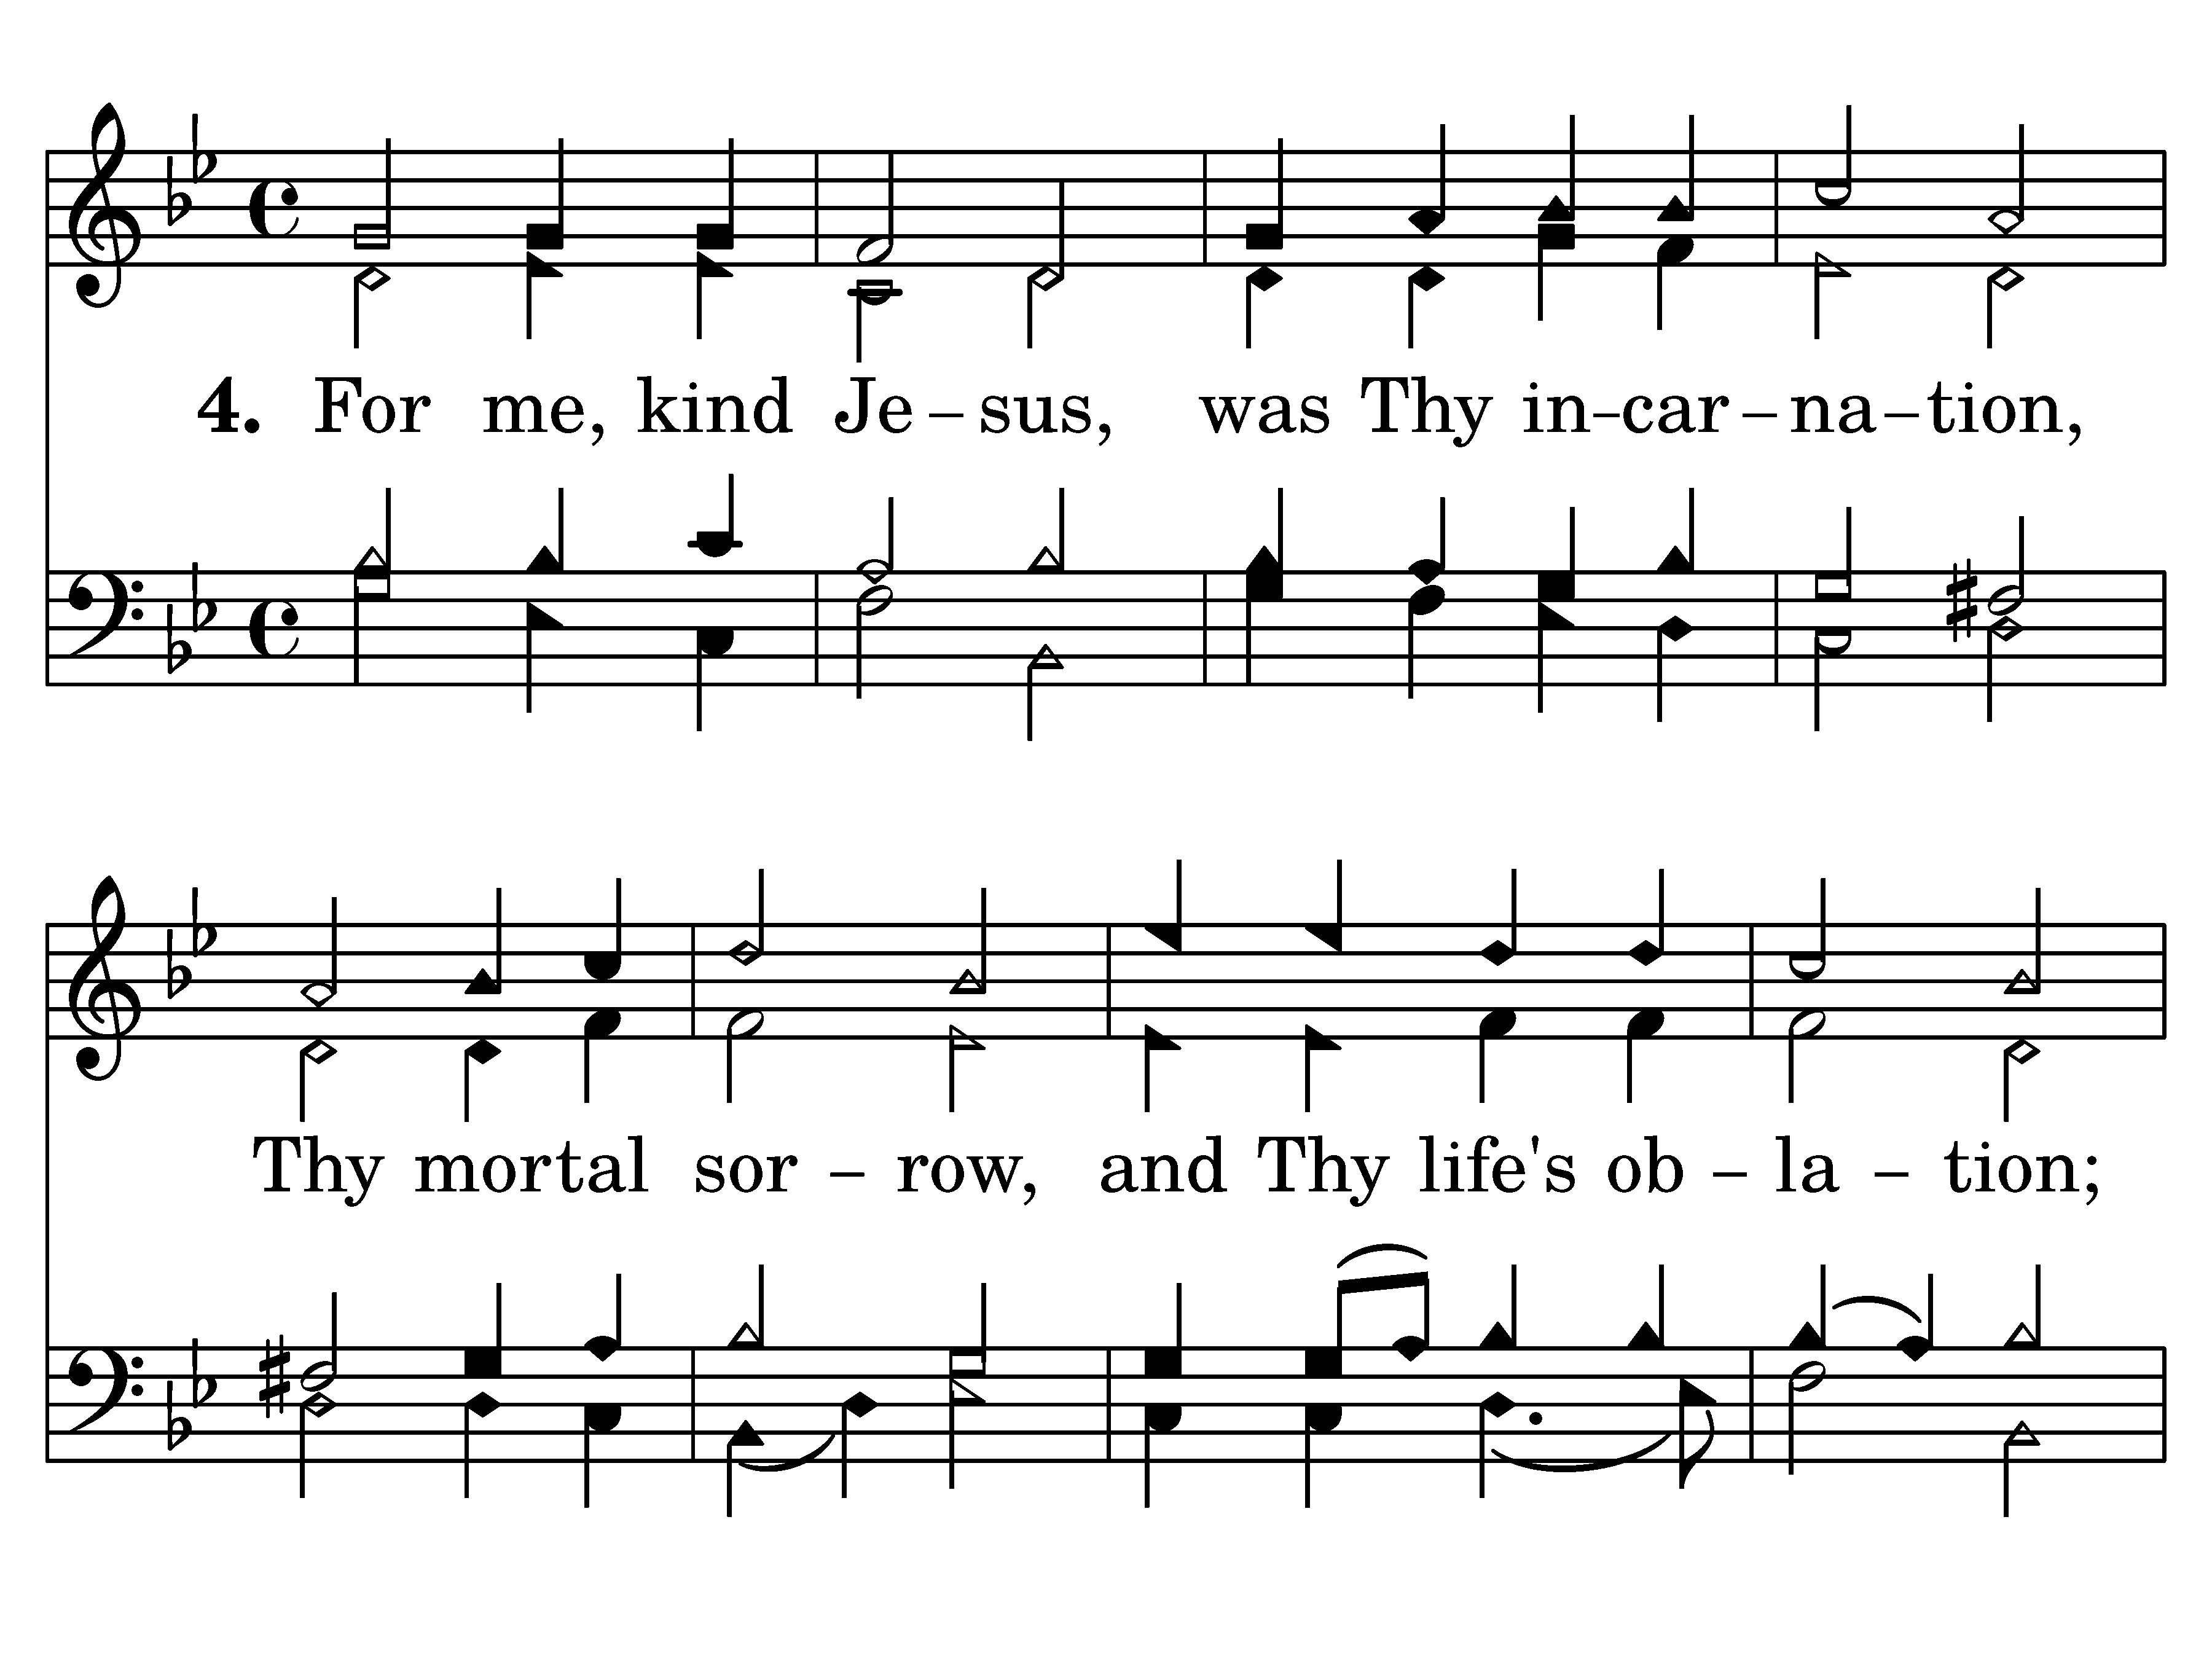 4. For me, kind Je – sus, was Thy in–car – na – tion,
Thy mortal sor – row, and Thy life's ob – la – tion;